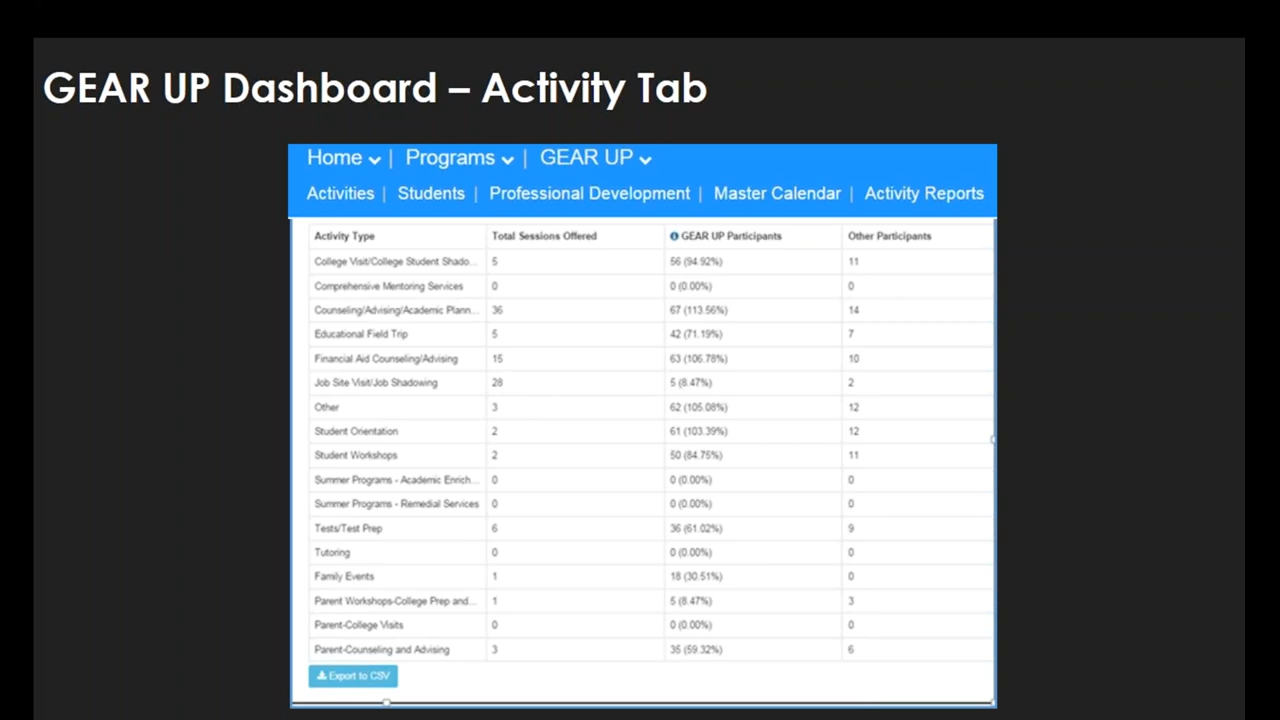 GEAR UP Dashboard – Activity Tab
Home | Programs | GEAR UP
Activities | Students | Professional Development | Master Calendar | Activity Reports
Activity Type Total Sessions Offered GEAR UP Participants Other Participants
College Visit/College Student Shado... 5 56 (94.92%) 11
Comprehensive Mentoring Services 0 0 (0.00%) 0
Counseling/Advising/Academic Plann... 36 67 (113.56%) 14
Educational Field Trip 5 42 (71.19%) 7
Financial Aid Counseling/Advising 15 63 (106.78%) 10
Job Site Visit/Job Shadowing 28 5 (8.47%) 2
Other 3 62 (105.08%) 12
Student Orientation 2 61 (103.39%) 12
Student Workshops 2 50 (84.75%) 11
Summer Programs - Academic Enrich... 0 0 (0.00%) 0
Summer Programs - Remedial Services 0 0 (0.00%) 0
Tests/Test Prep 6 36 (61.02%) 9
Tutoring 0 0 (0.00%) 0
Family Events 1 18 (30.51%) 0
Parent Workshops-College Prep and... 1 5 (8.47%) 3
Parent-College Visits 0 0 (0.00%) 0
Parent-Counseling and Advising 3 35 (59.32%) 6
Export to CSV